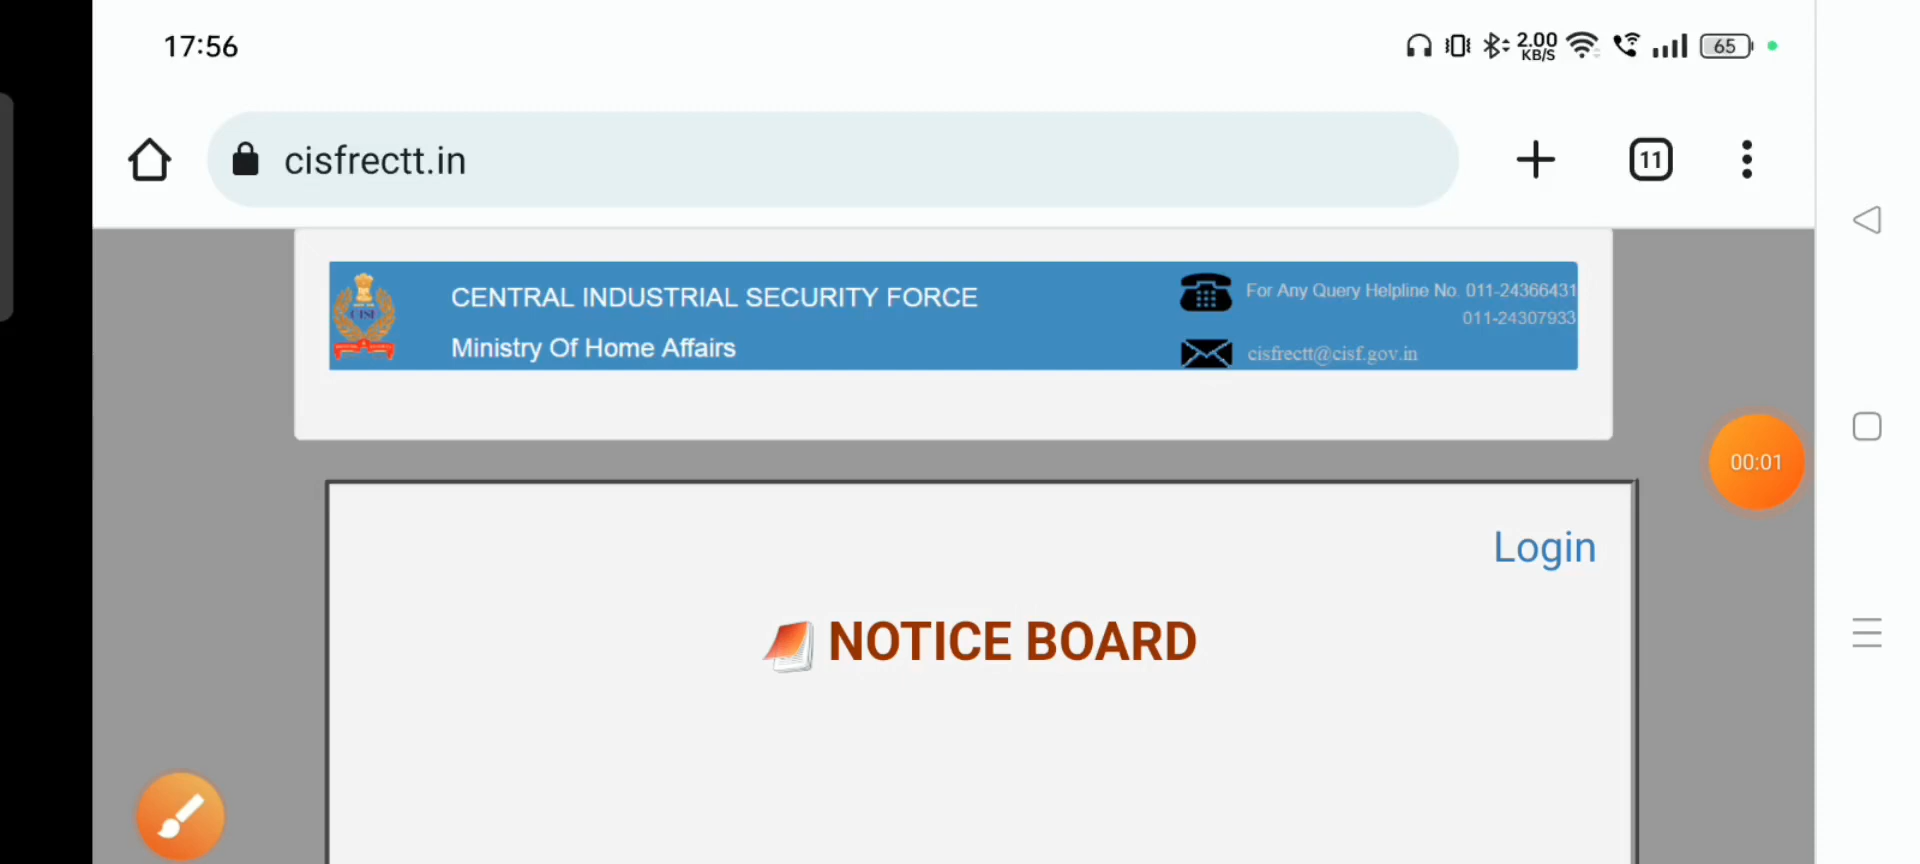 17:56
2.00
KB/S
65
cisfrectt.in
11
CISF
CENTRAL INDUSTRIAL SECURITY FORCE
Ministry Of Home Affairs
For Any Query Helpline No. 011-24366431
011-24307933
cisfrectt@cisf.gov.in
00:01
Login
NOTICE BOARD